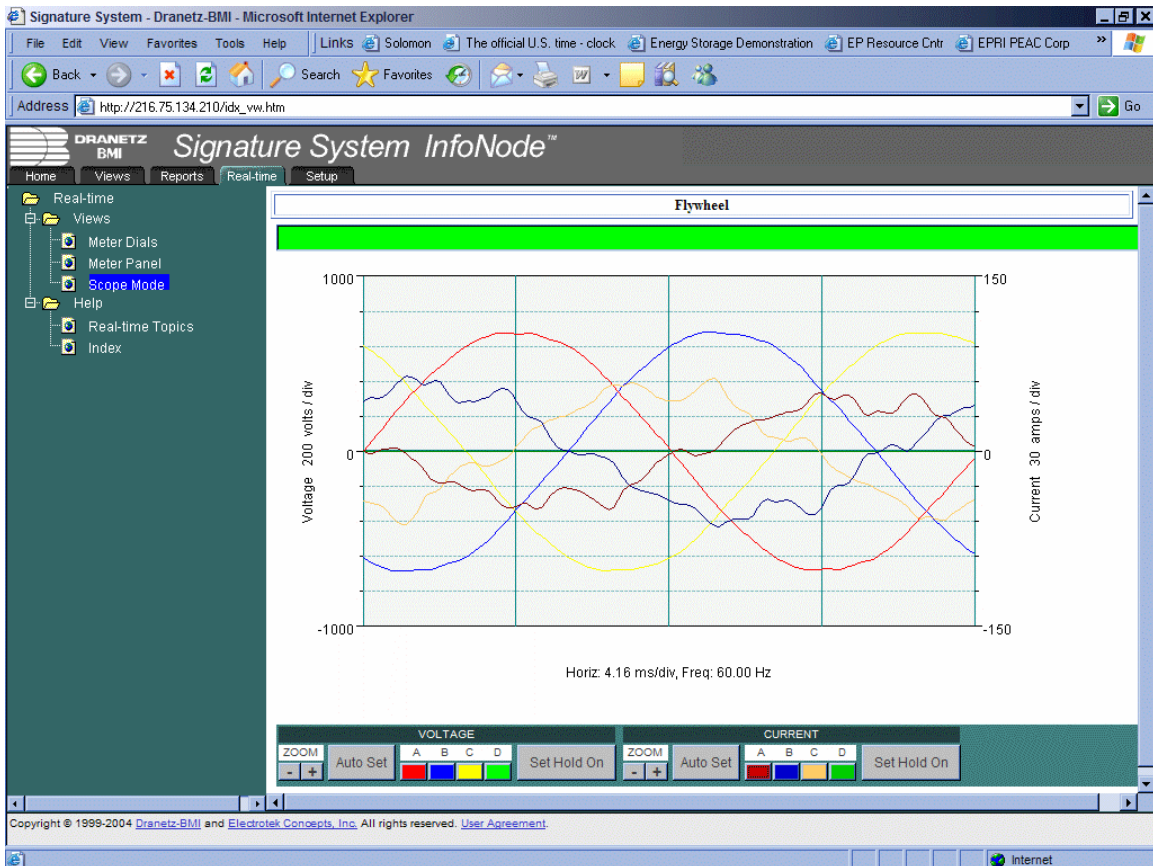 Signature System - Dranetz-BMI - Microsoft Internet Explorer
File Edit View Favorites Tools Help Links Solomon The official U.S. time - clock Energy Storage Demonstration EP Resource Cntr EPRI PEAC Corp »
Back Search Favorites
Address http://216.75.134.210/idx_vw.htm Go
DRANETZ BMI Signature System InfoNode™
Home Views Reports Real-time Setup
Real-time
Views
Meter Dials
Meter Panel
Scope Mode
Help
Real-time Topics
Index
Flywheel
1000 150
Voltage 200 volts / div
0 0
Current 30 amps / div
-1000 -150
Horiz: 4.16 ms/div, Freq: 60.00 Hz
VOLTAGE CURRENT
ZOOM - + Auto Set A B C D Set Hold On ZOOM - + Auto Set A B C D Set Hold On
Copyright © 1999-2004 Dranetz-BMI and Electrotek Concepts, Inc. All rights reserved. User Agreement.
Internet